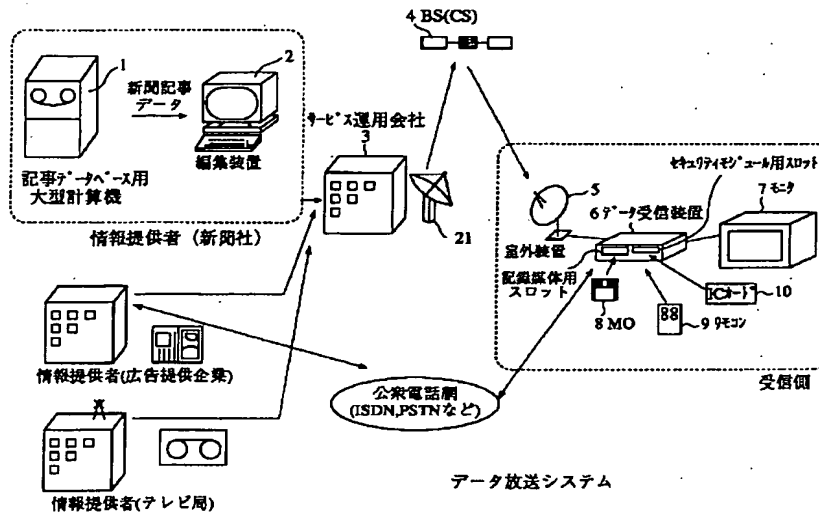 4 BS(CS)
1
新聞記事
データ
2
編集装置
記事データベース用
大型計算機
情報提供者 (新聞社)
サービス運用会社
3
21
セキュリティモジュール用スロット
5
6 データ受信装置
7 モニタ
室外装置
記録媒体用
スロット
8 MO
9 リモコン
ICカード
10
受信側
情報提供者(広告提供企業)
公衆電話網
(ISDN,PSTNなど)
情報提供者(テレビ局)
データ放送システム